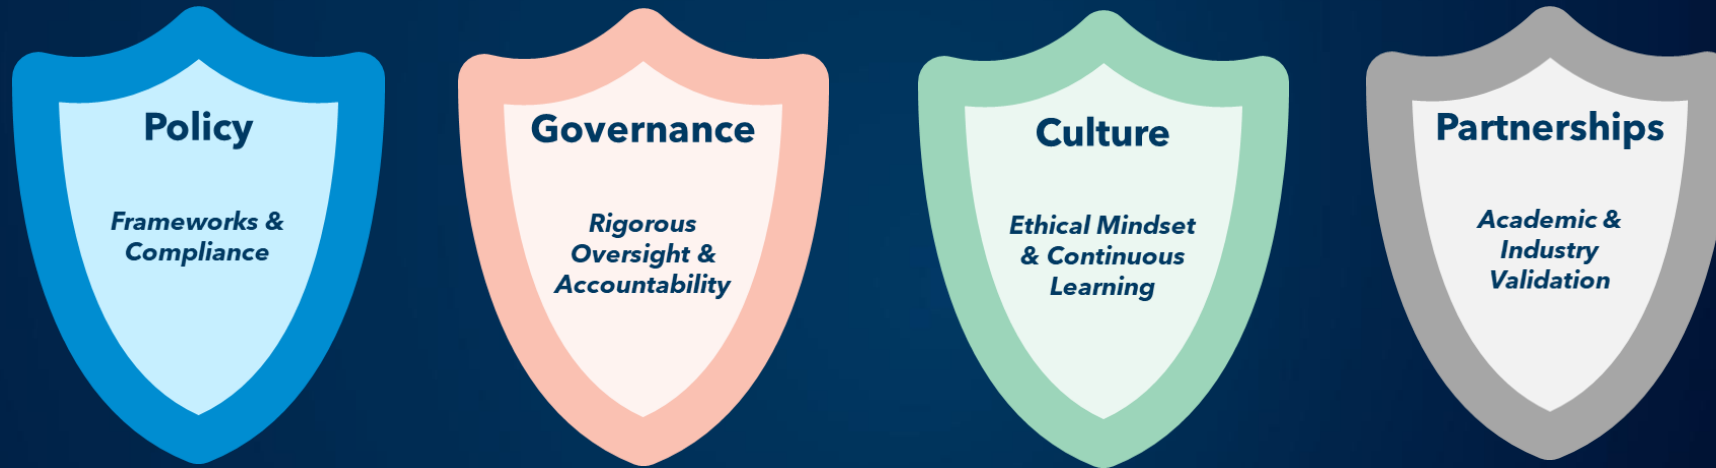 Policy
Frameworks &
Compliance
Governance
Rigorous
Oversight &
Accountability
Culture
Ethical Mindset
& Continuous
Learning
Partnerships
Academic &
Industry
Validation